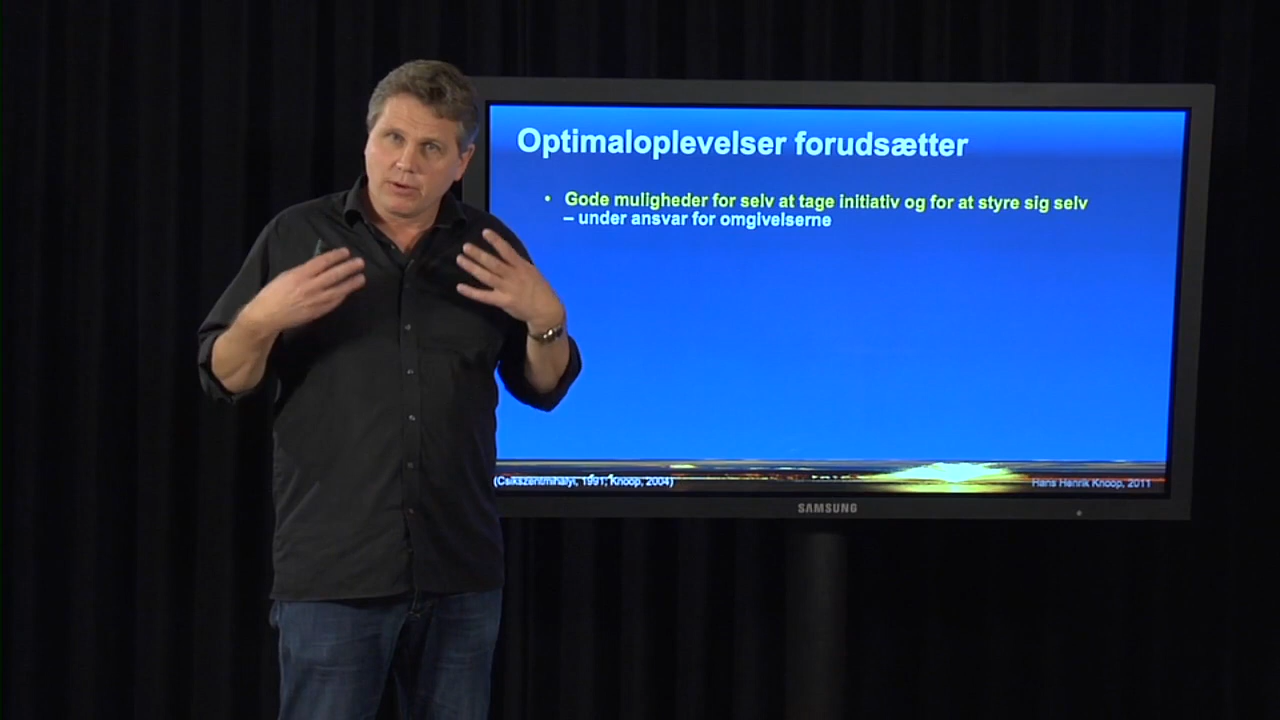 Optimaloplevelser forudsætter
• Gode muligheder for selv at tage initiativ og for at styre sig selv
– under ansvar for omgivelserne
(Csikszentmihalyi, 1991; Knoop, 2004)
Hans Henrik Knoop, 2011
SAMSUNG